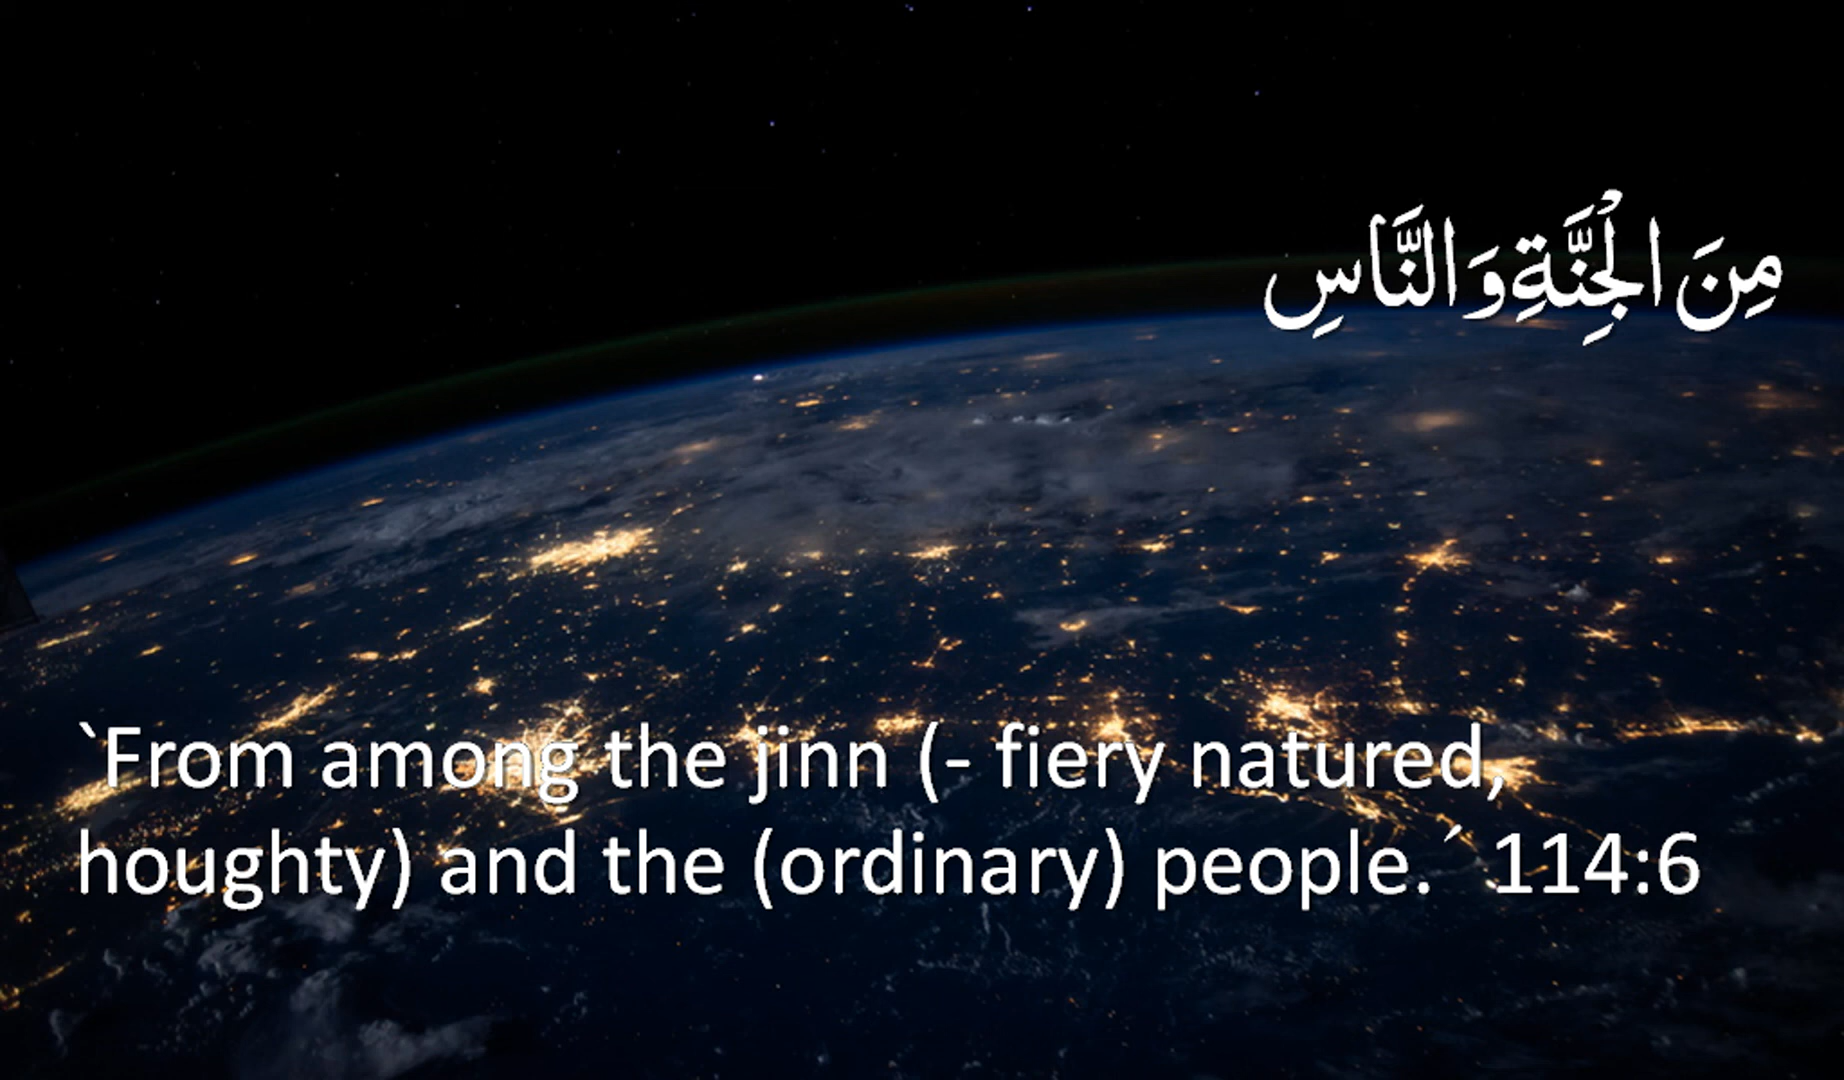 مِنَ الْجِنَّةِ وَ النَّاسِ
`From among the jinn (- fiery natured,
houghty) and the (ordinary) people.´ 114:6